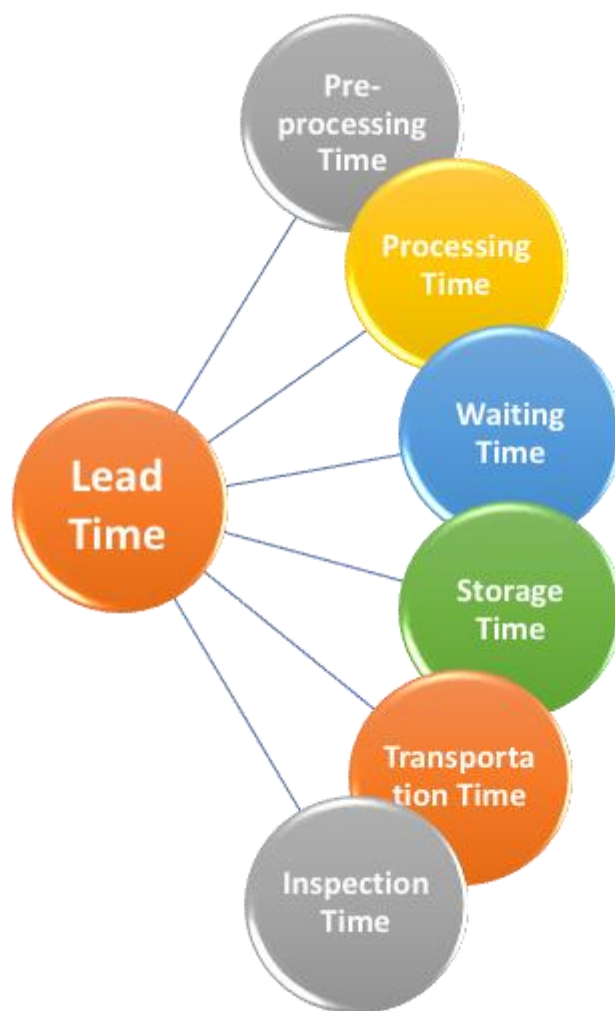 Pre-
processing
Time
Processing
Time
Waiting
Time
Lead
Time
Storage
Time
Transporta
tion Time
Inspection
Time